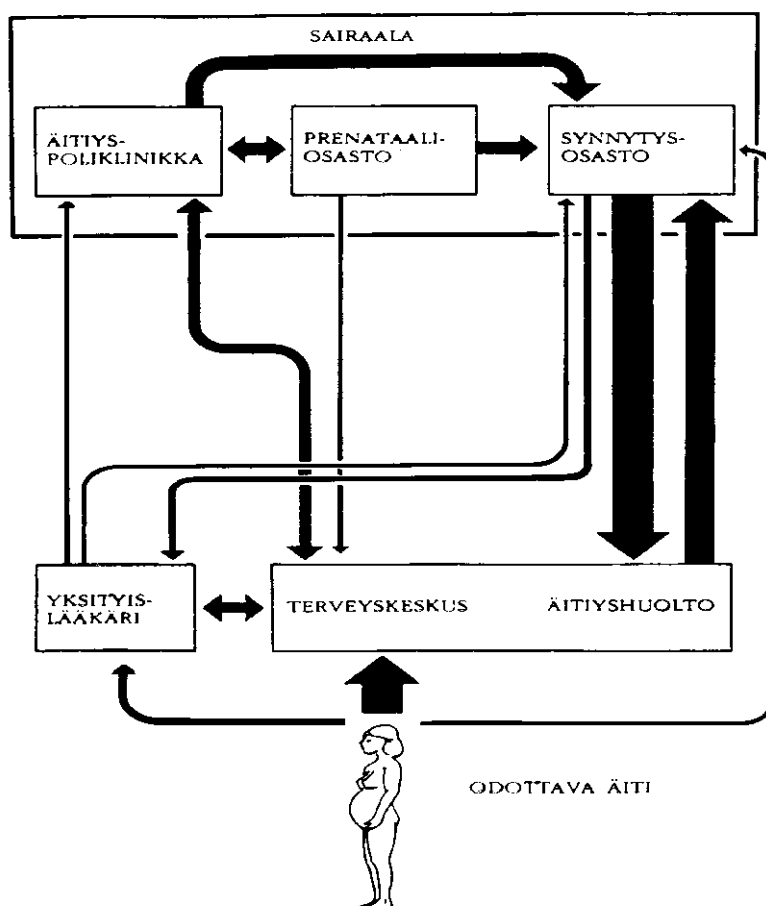 SAIRAALA
ÄITIYS-
POLIKLINIKKA
PRENATAALI-
OSASTO
SYNNYTYS-
OSASTO
YKSITYIS-
LÄÄKÄRI
TERVEYSKESKUS ÄITIYSHUOLTO
ODOTTAVA ÄITI